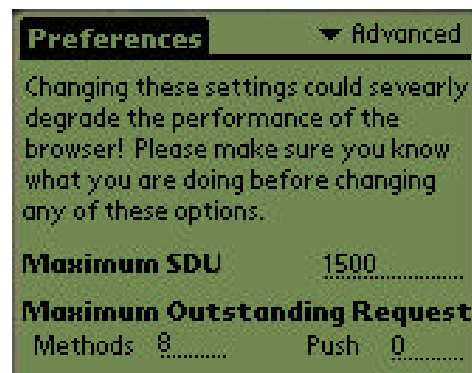 Preferences ▼ Advanced
Changing these settings could sevearly
degrade the performance of the
browser! Please make sure you know
what you are doing before changing
any of these options.
Maximum SDU 1500
Maximum Outstanding Request
Methods 8 Push 0